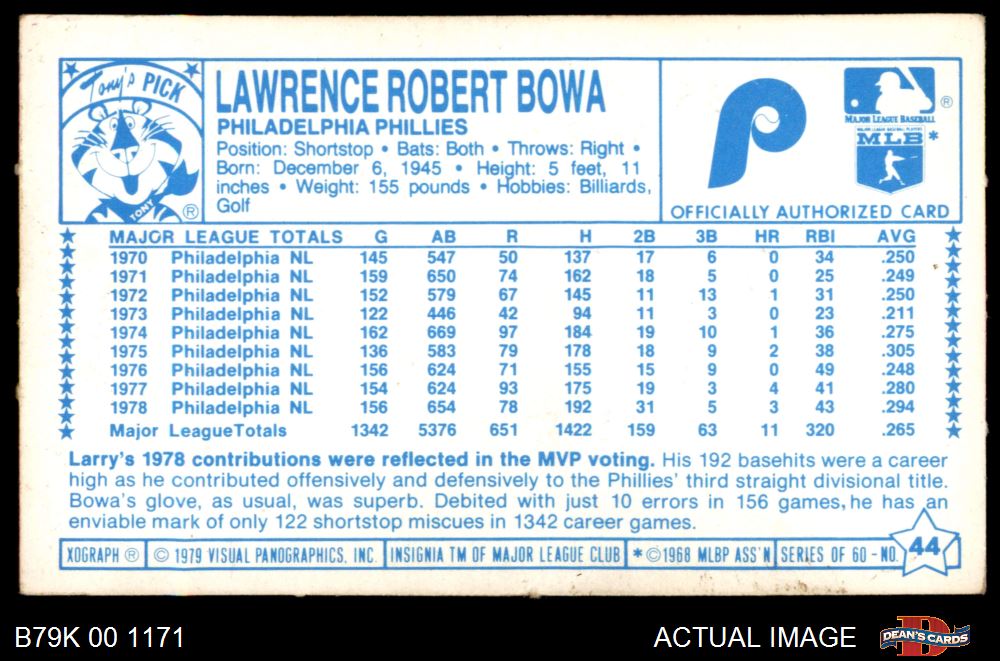 Tony's PICK
TONY
®
LAWRENCE ROBERT BOWA
PHILADELPHIA PHILLIES
Position: Shortstop • Bats: Both • Throws: Right •
Born: December 6, 1945 • Height: 5 feet, 11
inches • Weight: 155 pounds • Hobbies: Billiards,
Golf
P
MAJOR LEAGUE BASEBALL ®
MAJOR LEAGUE BASEBALL PLAYERS
MLB *
OFFICIALLY AUTHORIZED CARD
MAJOR LEAGUE TOTALS G AB R H 2B 3B HR RBI AVG
1970 Philadelphia NL 145 547 50 137 17 6 0 34 .250
1971 Philadelphia NL 159 650 74 162 18 5 0 25 .249
1972 Philadelphia NL 152 579 67 145 11 13 1 31 .250
1973 Philadelphia NL 122 446 42 94 11 3 0 23 .211
1974 Philadelphia NL 162 669 97 184 19 10 1 36 .275
1975 Philadelphia NL 136 583 79 178 18 9 2 38 .305
1976 Philadelphia NL 156 624 71 155 15 9 0 49 .248
1977 Philadelphia NL 154 624 93 175 19 3 4 41 .280
1978 Philadelphia NL 156 654 78 192 31 5 3 43 .294
Major LeagueTotals 1342 5376 651 1422 159 63 11 320 .265
Larry's 1978 contributions were reflected in the MVP voting. His 192 basehits were a career
high as he contributed offensively and defensively to the Phillies' third straight divisional title.
Bowa's glove, as usual, was superb. Debited with just 10 errors in 156 games, he has an
enviable mark of only 122 shortstop miscues in 1342 career games.
XOGRAPH ® © 1979 VISUAL PANOGRAPHICS, INC. INSIGNIA TM OF MAJOR LEAGUE CLUB * ©1968 MLBP ASS'N SERIES OF 60 - NO. 44
B79K 00 1171 ACTUAL IMAGE DEAN'S CARDS